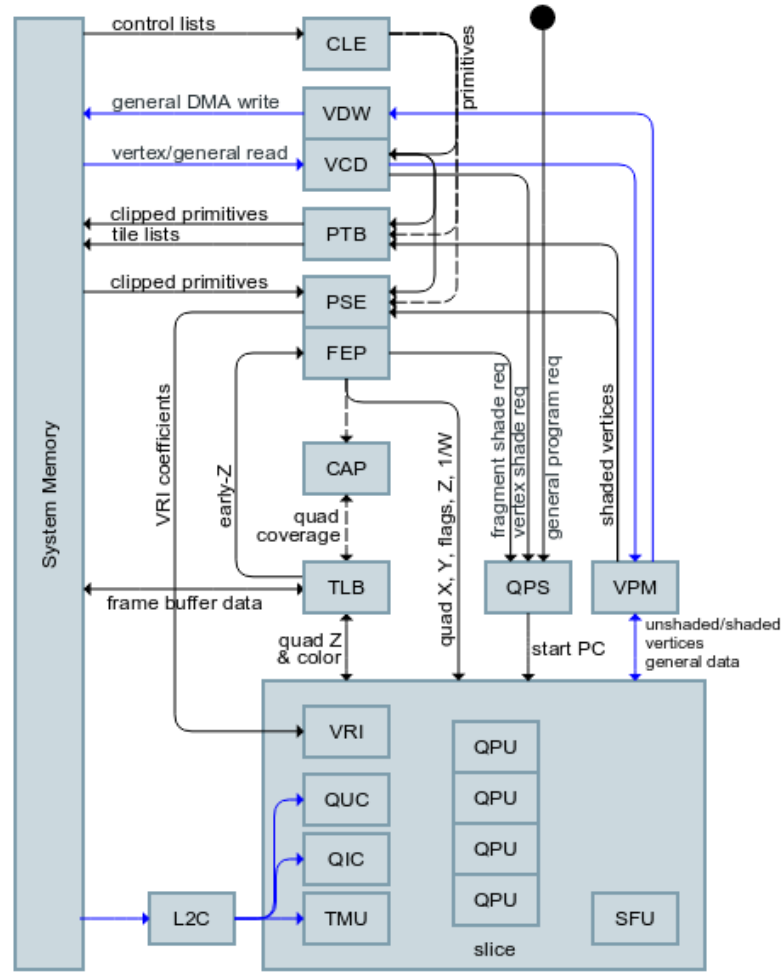 control lists
CLE
primitives
general DMA write
VDW
vertex/general read
VCD
clipped primitives
tile lists
PTB
clipped primitives
PSE
FEP
System Memory
VRI coefficients
early-Z
CAP
quad
coverage
quad X, Y, flags, Z, 1/W
fragment shade req
vertex shade req
general program req
shaded vertices
TLB
QPS
VPM
frame buffer data
quad Z
& color
start PC
unshaded/shaded
vertices
general data
VRI
QPU
QUC
QPU
QIC
QPU
L2C
TMU
QPU
SFU
slice